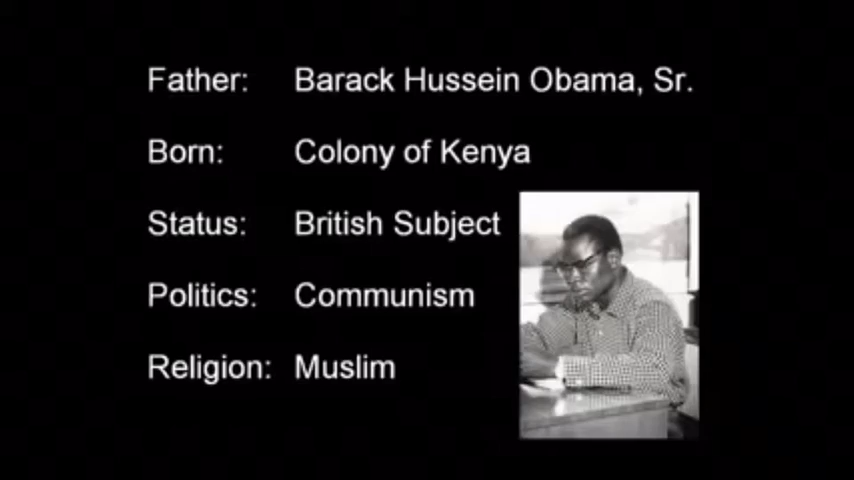 Father: Barack Hussein Obama, Sr.
Born: Colony of Kenya
Status: British Subject
Politics: Communism
Religion: Muslim